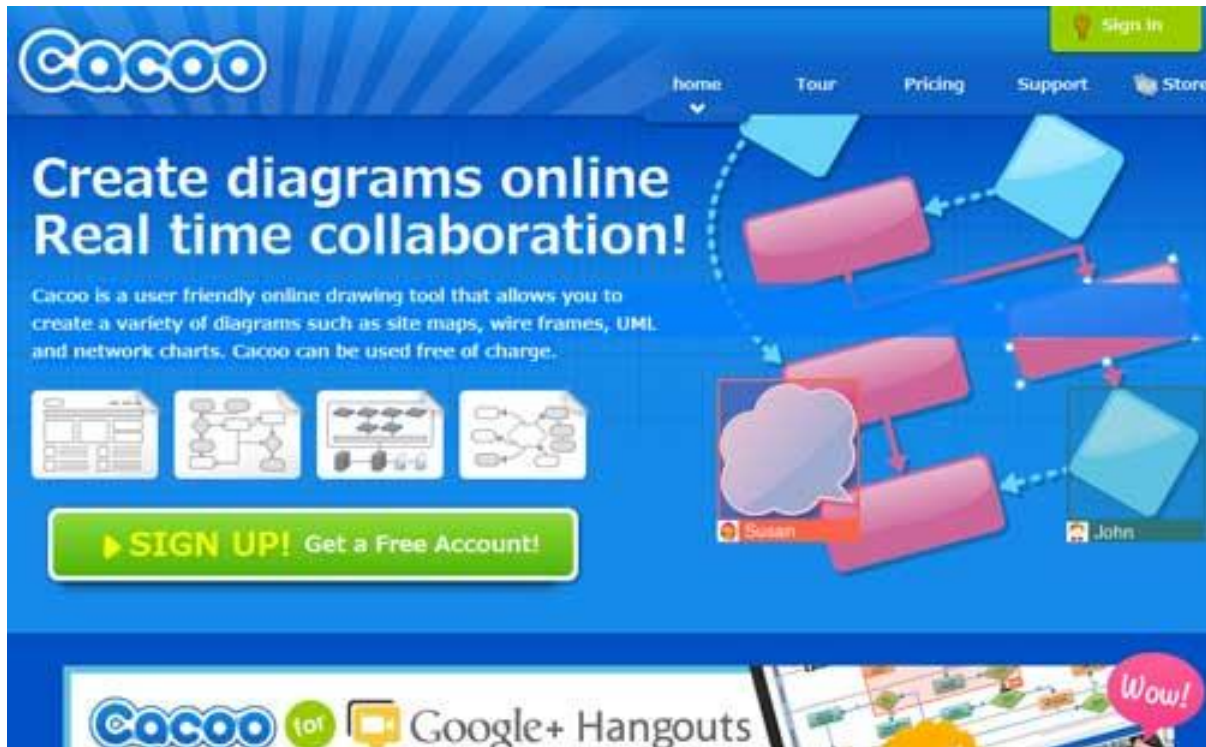 Cacoo
Sign in
home Tour Pricing Support Store
Create diagrams online
Real time collaboration!
Cacoo is a user friendly online drawing tool that allows you to
create a variety of diagrams such as site maps, wire frames, UML
and network charts. Cacoo can be used free of charge.
SIGN UP! Get a Free Account!
Susan
John
Cacoo for Google+ Hangouts
Wow!